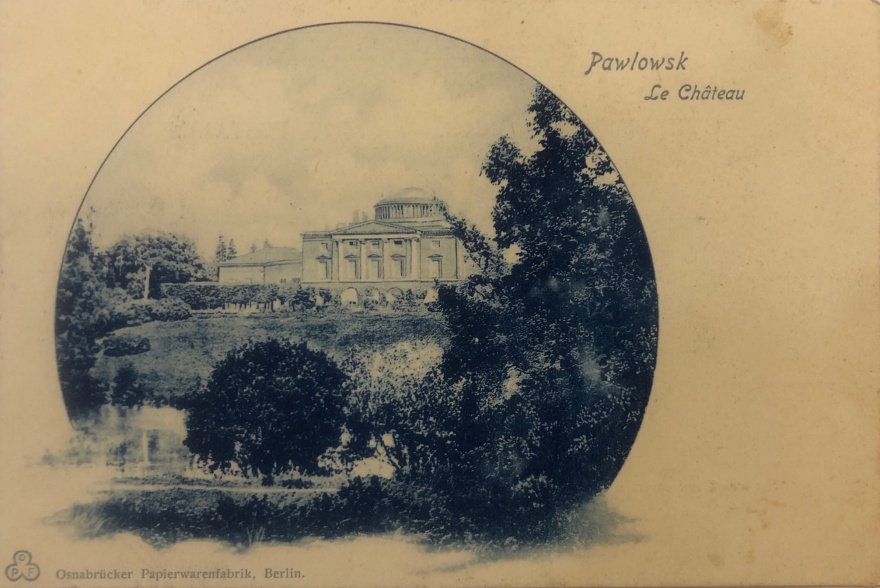 Pawlowsk
Le Château
O P F
Osnabrücker Papierwarenfabrik, Berlin.